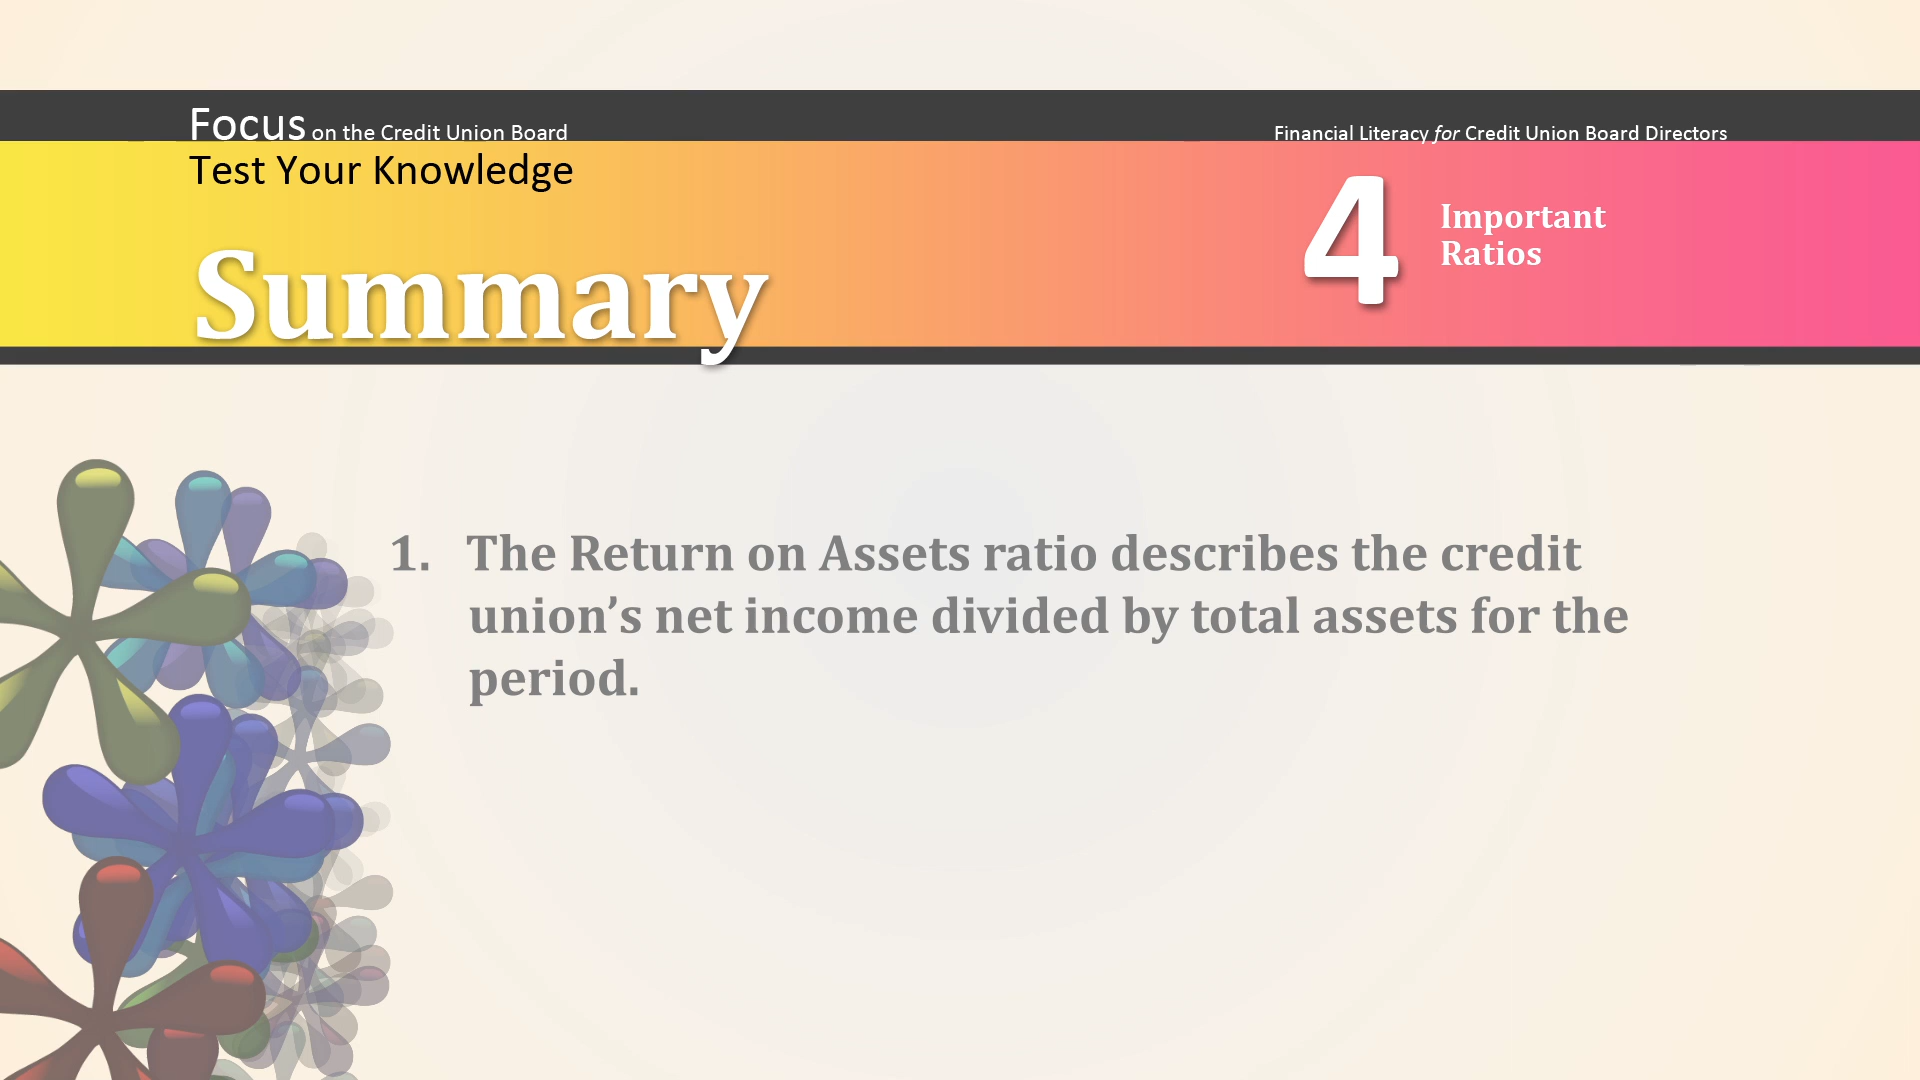 Focus on the Credit Union Board
Financial Literacy for Credit Union Board Directors
Test Your Knowledge
Summary
4
Important
Ratios
1. The Return on Assets ratio describes the credit
union’s net income divided by total assets for the
period.